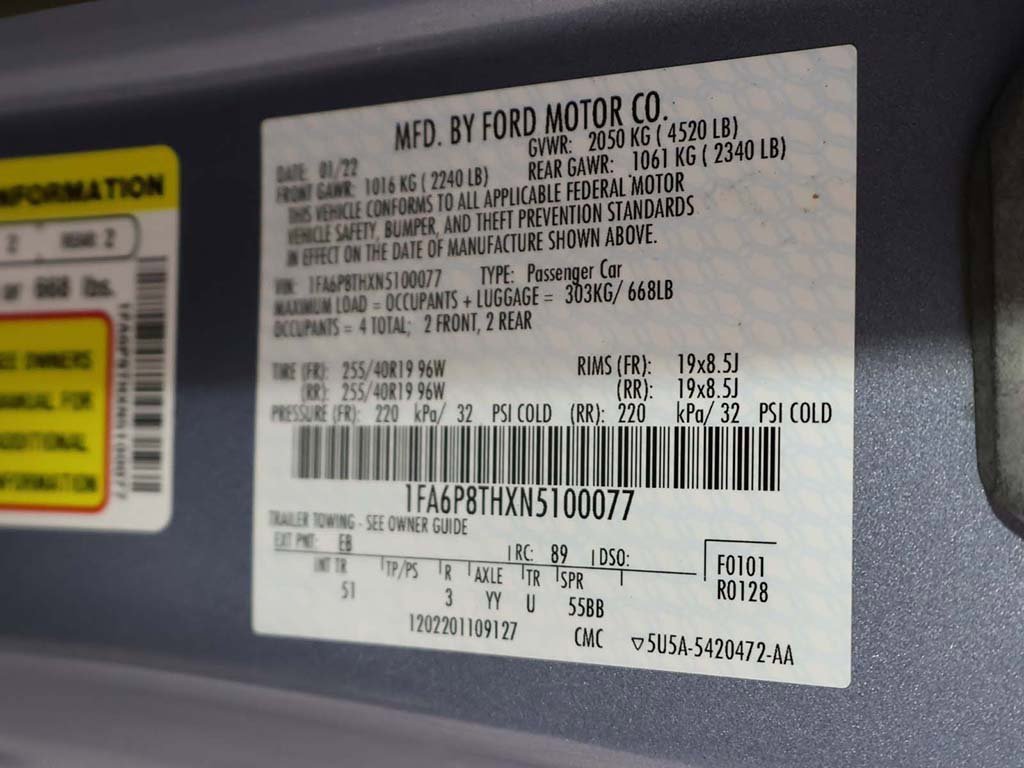 MFD. BY FORD MOTOR CO.
DATE: 01/22 GVWR: 2050 KG ( 4520 LB)
FRONT GAWR: 1016 KG ( 2240 LB) REAR GAWR: 1061 KG ( 2340 LB)
THIS VEHICLE CONFORMS TO ALL APPLICABLE FEDERAL MOTOR
VEHICLE SAFETY, BUMPER, AND THEFT PREVENTION STANDARDS
IN EFFECT ON THE DATE OF MANUFACTURE SHOWN ABOVE.
VIN: 1FA6P8THXN5100077 TYPE: Passenger Car
MAXIMUM LOAD = OCCUPANTS + LUGGAGE = 303KG/ 668LB
OCCUPANTS = 4 TOTAL; 2 FRONT, 2 REAR
TIRE (FR): 255/40R19 96W RIMS (FR): 19x8.5J
(RR): 255/40R19 96W (RR): 19x8.5J
PRESSURE (FR): 220 kPa/ 32 PSI COLD (RR): 220 kPa/ 32 PSI COLD
1FA6P8THXN5100077
TRAILER TOWING - SEE OWNER GUIDE
EXT PNT: EB RC: 89 DSO:
INT TR TP/PS R AXLE TR SPR
51 3 YY U 55BB
F0101
R0128
1202201109127 CMC ▽5U5A-5420472-AA
NFORMATION
2 REAR 2
or 668 lbs.
SEE OWNERS
MANUAL FOR
ADDITIONAL
INFORMATION
1FA6P8THXN5100077